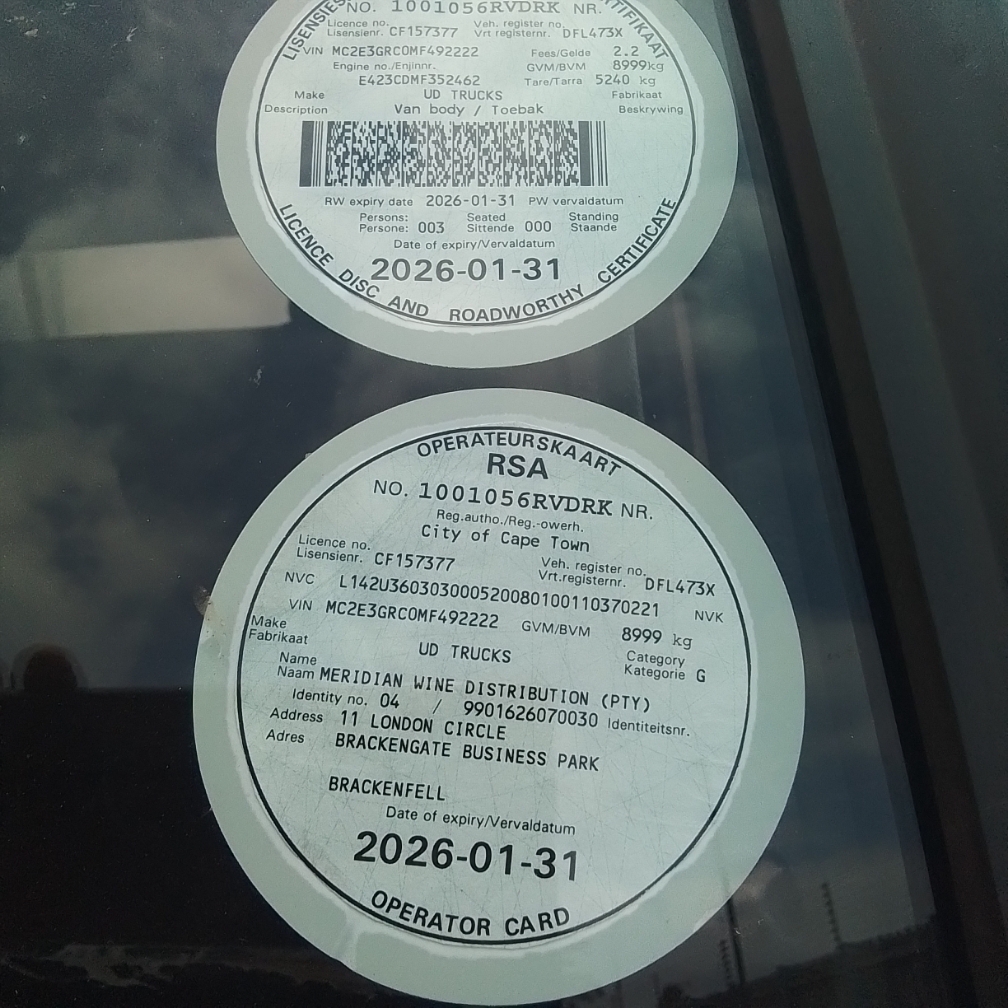 LISENSIES
TIFIKAAT
NO. 1001056RVDRK NR.
Licence no. Veh. register no.
Lisensienr. CF157377 Vrt registernr. DFL473X
VIN MC2E3GRC0MF492222 Fees/Gelde 2.2
Engine no./Enjinnr. GVM/BVM 8999kg
E423CDMF352462 Tare/Tarra 5240 kg
Make UD TRUCKS Fabrikaat
Description Van body / Toebak Beskrywing
RW expiry date 2026-01-31 PW vervaldatum
Persons: Seated Standing
Persone: 003 Sittende 000 Staande
Date of expiry/Vervaldatum
2026-01-31
LICENCE DISC AND ROADWORTHY CERTIFICATE
OPERATEURSKAART
RSA
NO. 1001056RVDRK NR.
Reg.autho./Reg.-owerh.
City of Cape Town
Licence no. Veh. register no.
Lisensienr. CF157377 Vrt.registernr. DFL473X
NVC L142U3603030005200801001103702​21 NVK
VIN MC2E3GRC0MF492222 GVM/BVM 8999 kg
Make Category
Fabrikaat UD TRUCKS Kategorie G
Name
Naam MERIDIAN WINE DISTRIBUTION (PTY)
Identity no. 04 / 9901626070030 Identiteitsnr.
Address 11 LONDON CIRCLE
Adres BRACKENGATE BUSINESS PARK
BRACKENFELL
Date of expiry/Vervaldatum
2026-01-31
OPERATOR CARD